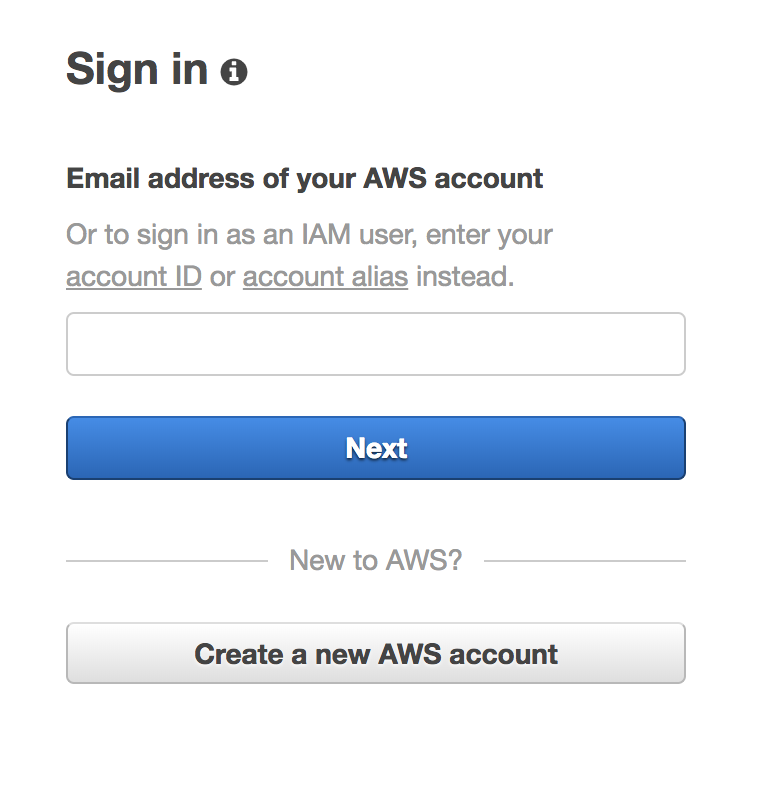 Sign in
Email address of your AWS account
Or to sign in as an IAM user, enter your
account ID or account alias instead.
Next
New to AWS?
Create a new AWS account